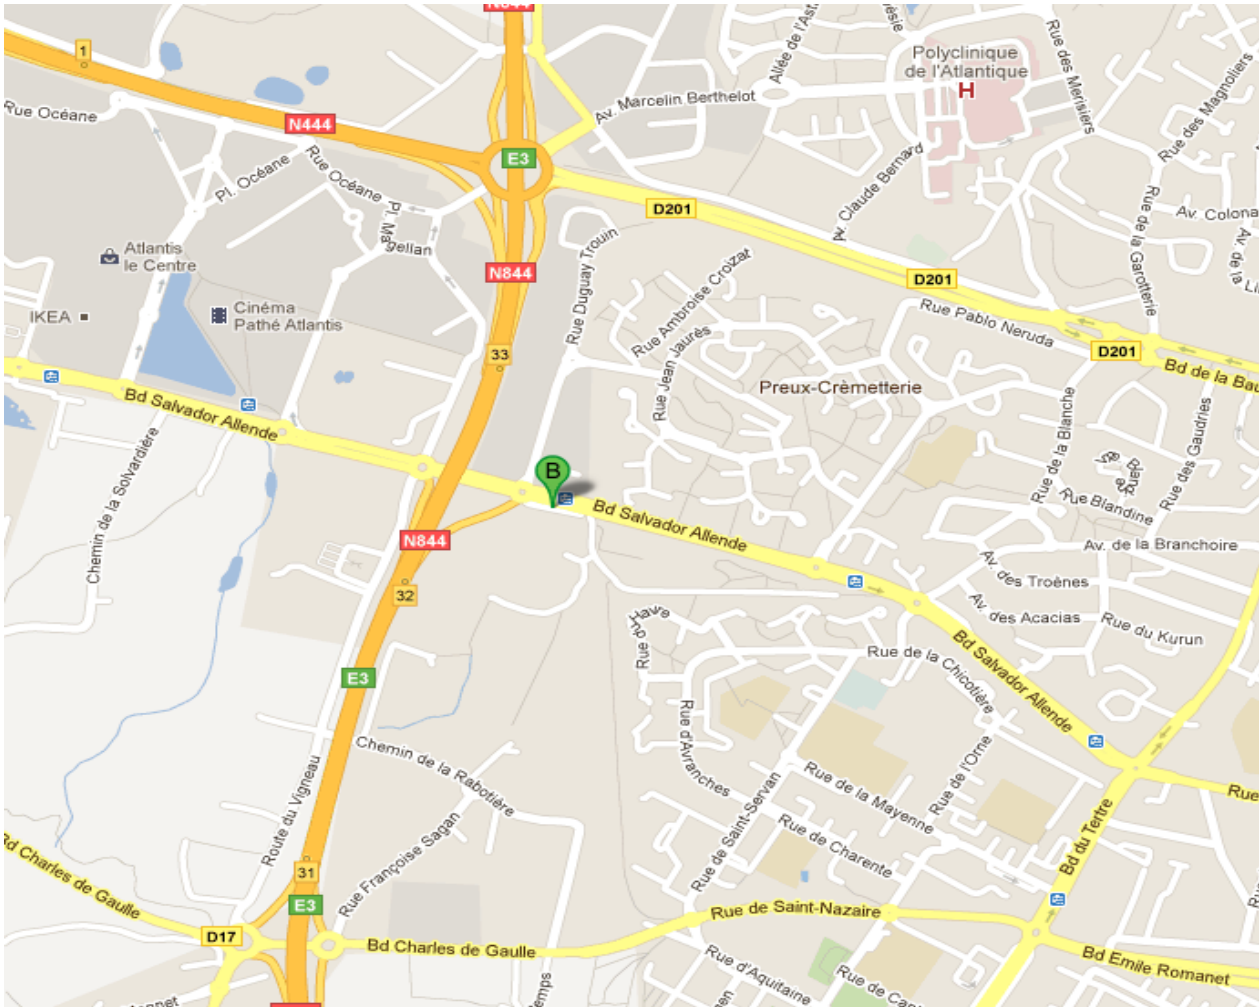 N844
1
Allée de l'Ast
ésie
Rue des Merisiers
Polyclinique
de l'Atlantique
H
Rue des Magnoliers
Rue Océane
N444
Av. Marcelin Berthelot
E3
Pl. Océane
Rue Océane
Pl. Ma
gellan
Av. Claude Bernard
D201
Rue de la Garotterie
Av. Colona
Av. de la
Atlantis
le Centre
N844
Rue Duguay Trouin
Rue Ambroise Croizat
D201
IKEA
Cinéma
Pathé Atlantis
Rue Pablo Neruda
33
Rue Jean Jaurès
D201
Bd de la Bau
Preux-Crèmetterie
Bd Salvador Allende
Rue de la Blanche
Rue des Gaudries
Chemin de la Solvardière
B
Rue Blandine
Bd Salvador Allende
N844
Av. de la Branchoire
32
Av. des Troènes
Av. des Acacias
Rue du Kurun
Rue du Havre
Bd Salvador Allende
Rue de la Chicotière
E3
Rue d'Avranches
Chemin de la Rabotière
Rue de l'Orne
Route du Vigneau
Rue de Saint-Servan
Rue de la Mayenne
Rue
Rue Françoise Sagan
Rue de Charente
Bd du Tertre
31
Bd Charles de Gaulle
E3
Rue de Saint-Nazaire
D17
Bd Charles de Gaulle
Bd Emile Romanet
Rue d'Aquitaine
emps